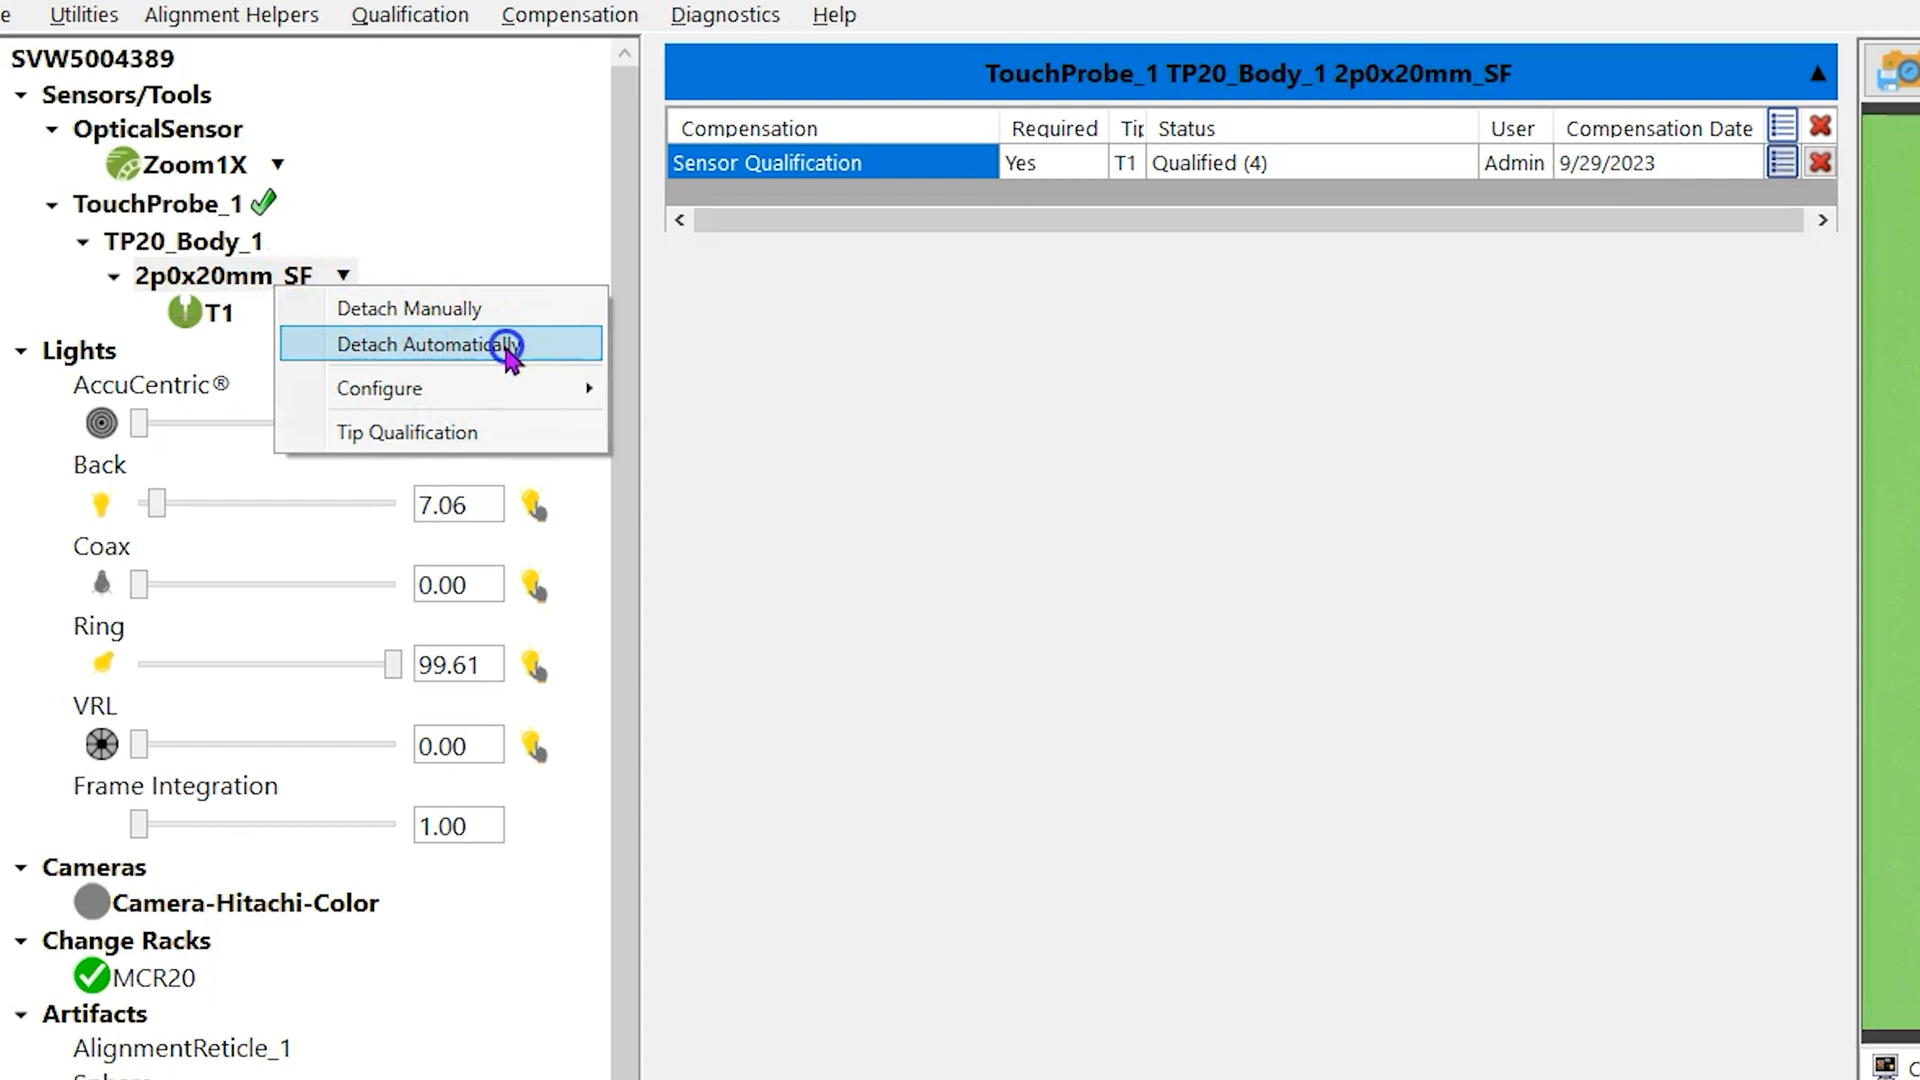 Utilities Alignment Helpers Qualification Compensation Diagnostics Help
SVW5004389
Sensors/Tools
OpticalSensor
Zoom1X
TouchProbe_1
TP20_Body_1
2p0x20mm_SF
T1
Detach Manually
Detach Automatically
Configure
Tip Qualification
Lights
AccuCentric®
Back
7.06
Coax
0.00
Ring
99.61
VRL
0.00
Frame Integration
1.00
Cameras
Camera-Hitachi-Color
Change Racks
MCR20
Artifacts
AlignmentReticle_1
TouchProbe_1 TP20_Body_1 2p0x20mm_SF
Compensation Required Tip Status User Compensation Date
Sensor Qualification Yes T1 Qualified (4) Admin 9/29/2023